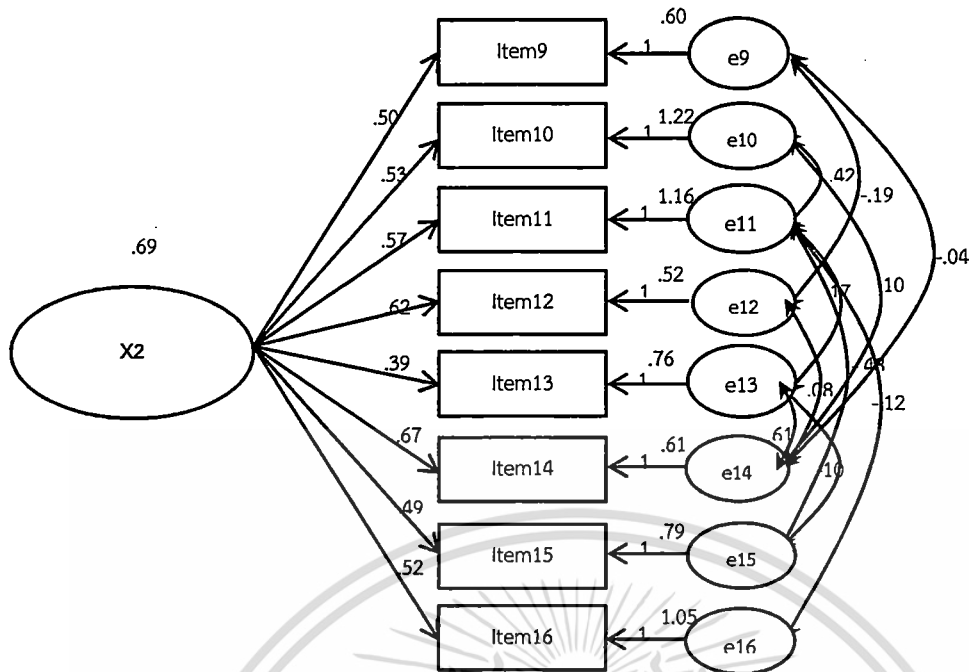 .60
Item9
1
e9
.50
1.22
Item10
1
e10
.53
.42
-.19
1.16
Item11
1
e11
.57
.69
-.04
.52
.17
.10
Item12
1
e12
.62
X2
.76
Item13
1
e13
.39
.08
-.12
.67
.61
.61
Item14
1
e14
-.10
.49
.79
Item15
1
e15
.52
1.05
Item16
1
e16